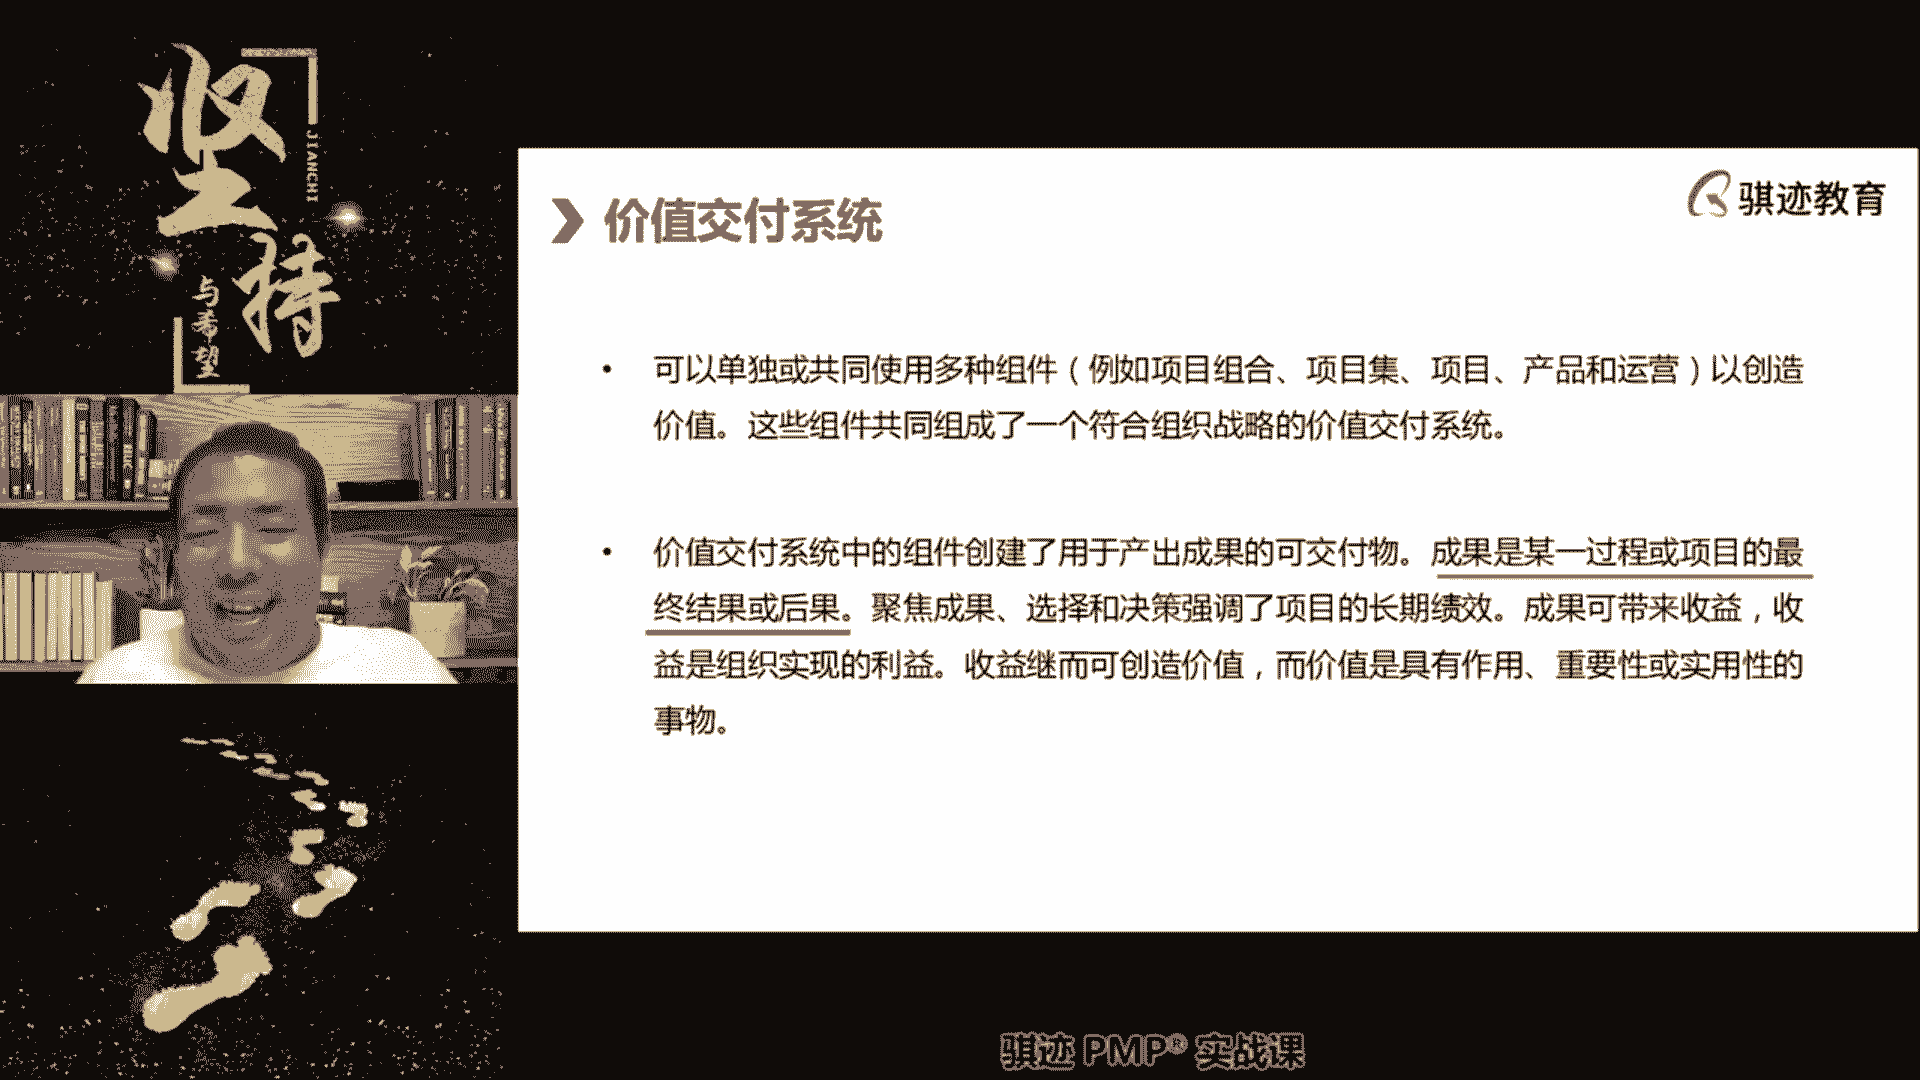 坚持
JIANCHI
与希望
价值交付系统
骐迹教育
• 可以单独或共同使用多种组件（例如项目组合、项目集、项目、产品和运营）以创造
价值。这些组件共同组成了一个符合组织战略的价值交付系统。
• 价值交付系统中的组件创建了用于产出成果的可交付物。成果是某一过程或项目的最
终结果或后果。聚焦成果、选择和决策强调了项目的长期绩效。成果可带来收益，收
益是组织实现的利益。收益继而可创造价值，而价值是具有作用、重要性或实用性的
事物。
骐迹 PMP® 实战课